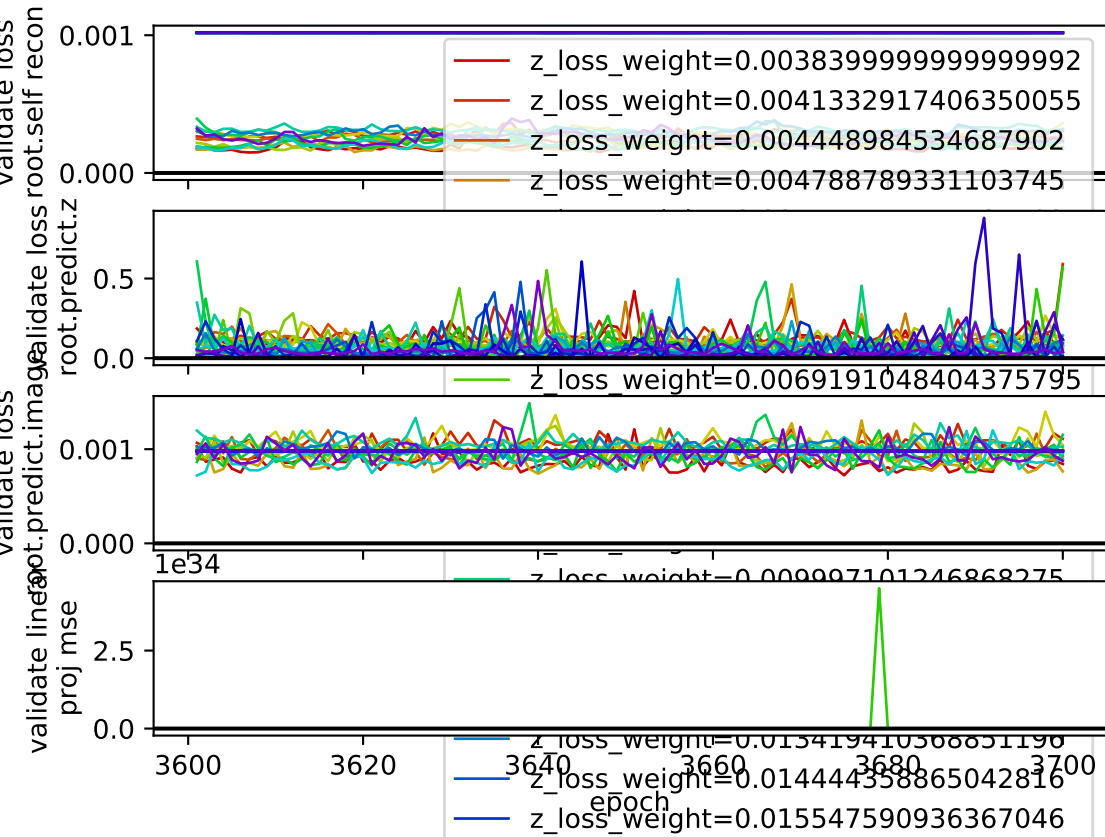 validate loss
root.self recon
0.001
0.000
z_loss_weight=0.0038399999999999992
z_loss_weight=0.004133291740635 0055
z_loss_weight=0.004448984534687902
z_loss_weight=0.004788789331103745
validate loss
root.predict.z
0.5
0.0
z_loss_weight=0.0069191048404375795
validate loss
root.predict.image
0.001
0.000
1e34
z_loss_weight=0.009997101246868275
validate linear
proj mse
2.5
0.0
z_loss_weight=0.013419410368851196
3600
3620
3640
3660
3680
3700
z_loss_weight=0.014444358865042816
epoch
z_loss_weight=0.015547590936367046